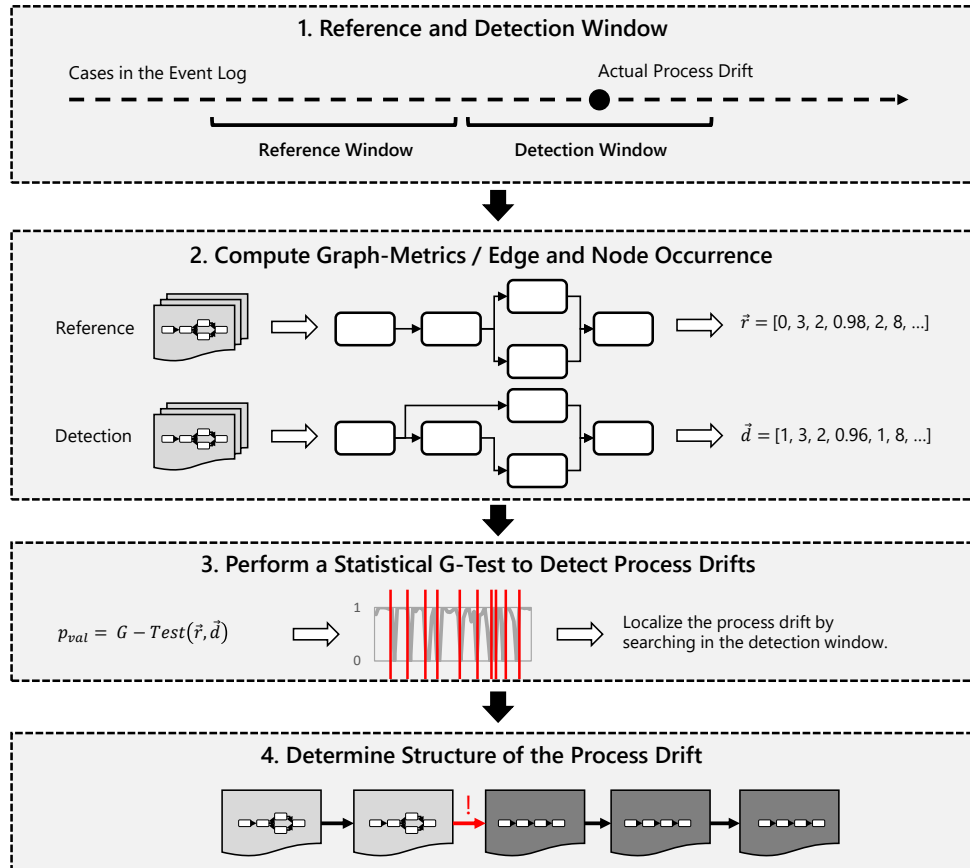 1. Reference and Detection Window
Cases in the Event Log
Actual Process Drift
Reference Window
Detection Window
2. Compute Graph-Metrics / Edge and Node Occurrence
Reference
r⃗ = [0, 3, 2, 0.98, 2, 8, …]
Detection
d⃗ = [1, 3, 2, 0.96, 1, 8, …]
3. Perform a Statistical G-Test to Detect Process Drifts
1
p_val = G − Test(r⃗, d⃗)
0
Localize the process drift by
searching in the detection window.
4. Determine Structure of the Process Drift
!